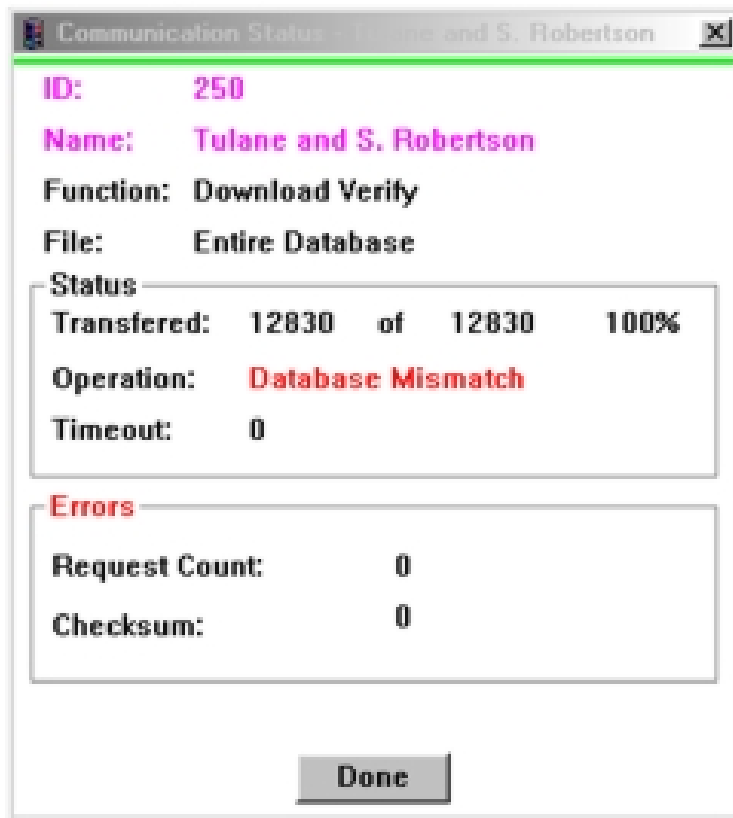 Communication Status - Tulane and S. Robertson
ID: 250
Name: Tulane and S. Robertson
Function: Download Verify
File: Entire Database
Status
Transfered: 12830 of 12830 100%
Operation: Database Mismatch
Timeout: 0
Errors
Request Count: 0
Checksum: 0
Done